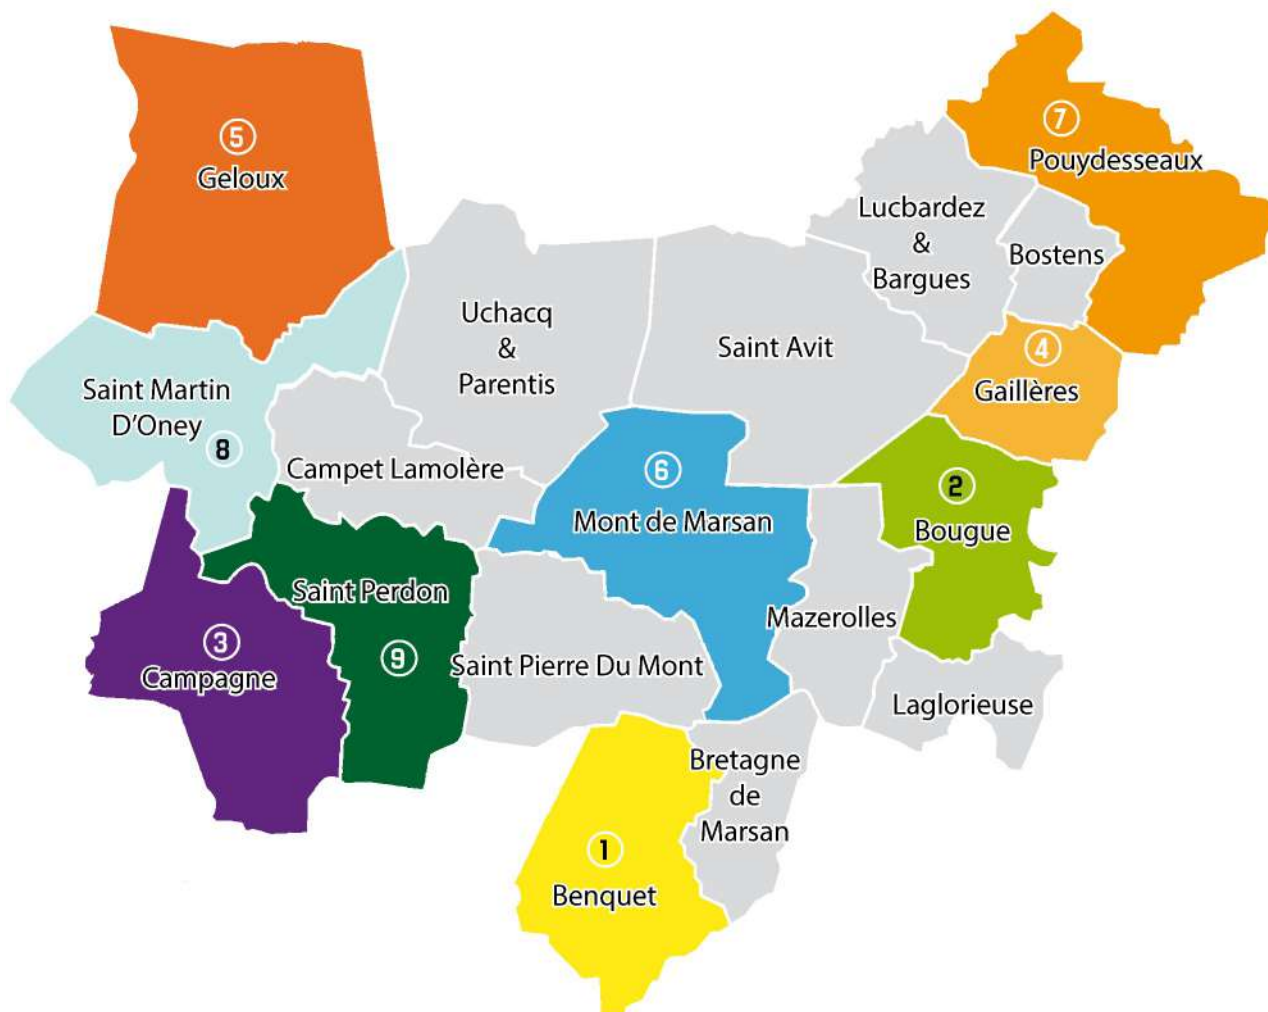 7
Pouydesseaux
5
Geloux
Lucbardez
&
Bargues
Bostens
Uchacq
&
Parentis
Saint Avit
4
Gaillères
Saint Martin
D'Oney
8
Campet Lamolère
6
Mont de Marsan
2
Bougue
Saint Perdon
9
Mazerolles
3
Campagne
Saint Pierre Du Mont
Laglorieuse
Bretagne
de
Marsan
1
Benquet